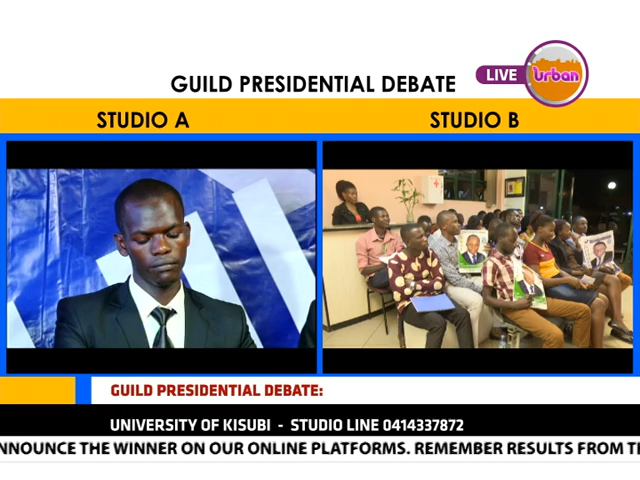 GUILD PRESIDENTIAL DEBATE
LIVE
Urban
STUDIO A
STUDIO B
GUILD PRESIDENTIAL DEBATE:
UNIVERSITY OF KISUBI - STUDIO LINE 0414337872
NNOUNCE THE WINNER ON OUR ONLINE PLATFORMS. REMEMBER RESULTS FROM T